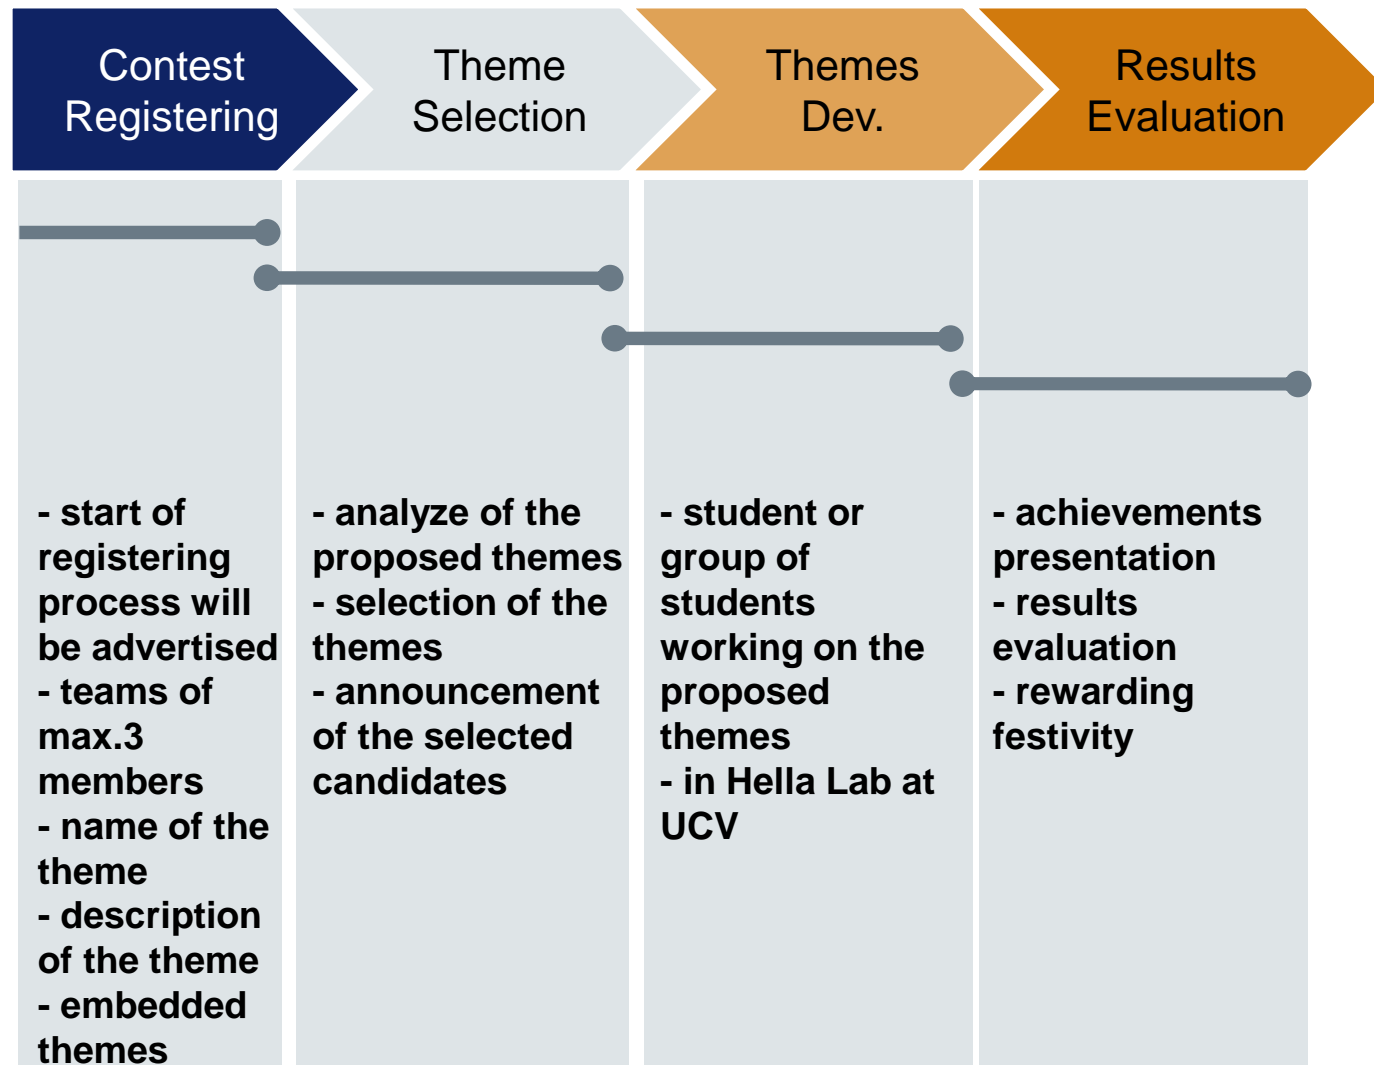 Contest
Registering
Theme
Selection
Themes
Dev.
Results
Evaluation
- start of
registering
process will
be advertised
- teams of
max.3
members
- name of the
theme
- description
of the theme
- embedded
themes
- analyze of the
proposed themes
- selection of the
themes
- announcement
of the selected
candidates
- student or
group of
students
working on the
proposed
themes
- in Hella Lab at
UCV
- achievements
presentation
- results
evaluation
- rewarding
festivity